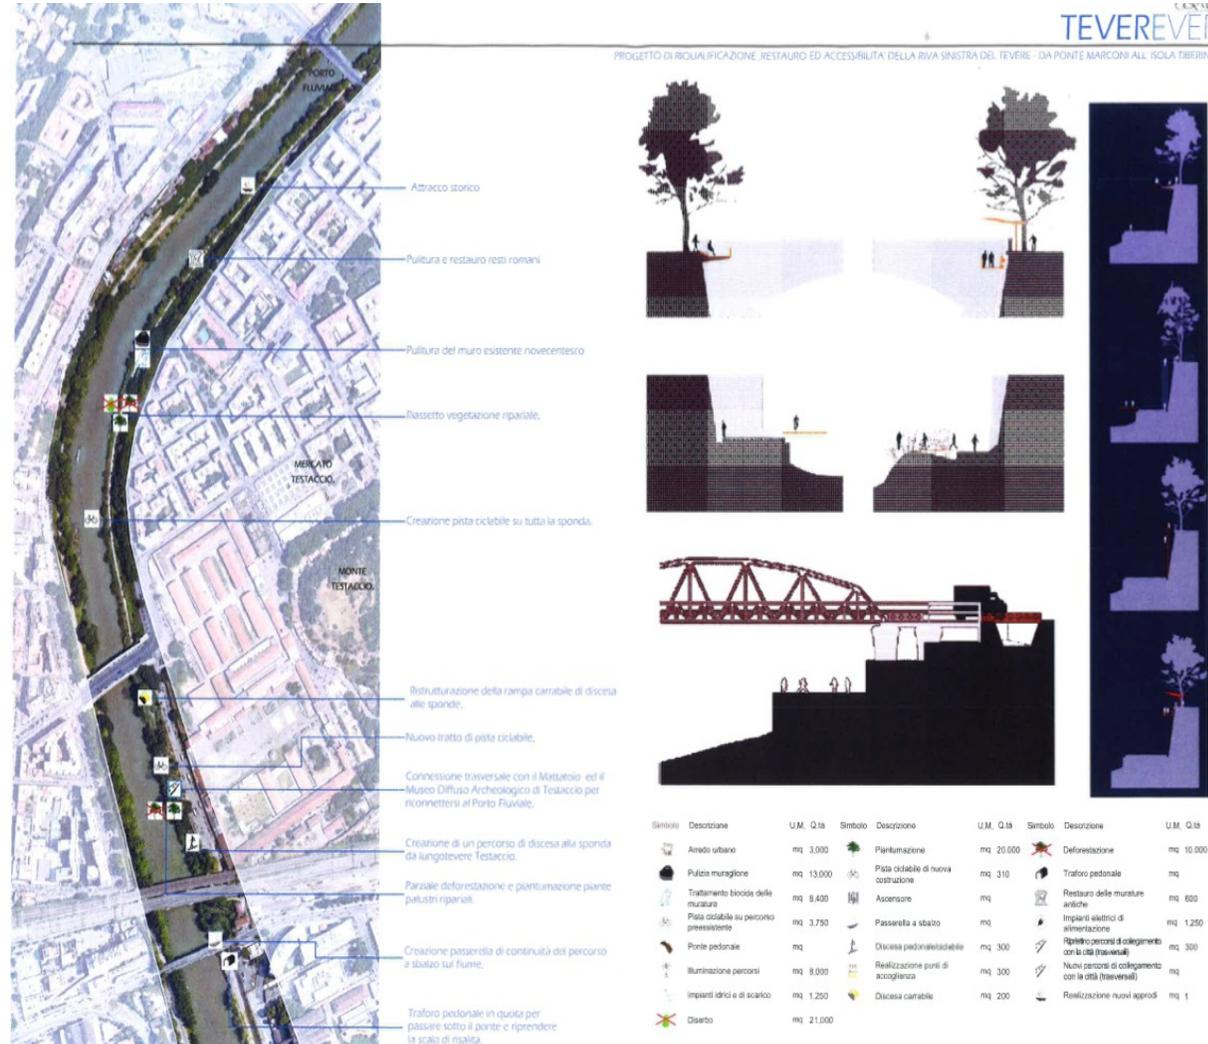 TEVEREVER
PROGETTO DI RIQUALIFICAZIONE ,RESTAURO ED ACCESSIBILITA' DELLA RIVA SINISTRA DEL TEVERE - DA PONTE MARCONI ALL' ISOLA TIBERIN
PORTO
FLUVIALE
Attracco storico
Pulitura e restauro resti romani
Pulitura del muro esistente novecentesco
Riassetto vegetazione ripariale.
MERCATO
TESTACCIO.
Creazione pista ciclabile su tutta la sponda.
MONTE
TESTACCIO.
Ristrutturazione della rampa carrabile di discesa
alle sponde.
Nuovo tratto di pista ciclabile.
Connessione trasversale con il Mattatoio ed il
Museo Diffuso Archeologico di Testaccio per
riconnettersi al Porto Fluviale.
Creazione di un percorso di discesa alla sponda
da lungotevere Testaccio.
Parziale deforestazione e piantumazione piante
palustri ripariali.
Creazione passerella di continuità del percorso
a sbalzo sul fiume.
Traforo pedonale in quota per
passare sotto il ponte e riprendere
la scala di risalita.
Simbolo Descrizione U.M. Q.tà Simbolo Descrizione U.M. Q.tà Simbolo Descrizione U.M. Q.tà
Arredo urbano mq 3,000 Piantumazione mq 20.000 Deforestazione mq 10.000
Pulizia muraglione mq 13,000 Pista ciclabile di nuova costruzione mq 310 Traforo pedonale mq
Trattamento biocida delle murature mq 8,400 Ascensore mq Restauro delle murature antiche mq 600
Pista ciclabile su percorso preesistente mq 3,750 Passerella a sbalzo mq Impianti elettrici di alimentazione mq 1,250
Ponte pedonale mq Discesa pedonale/ciclabile mq 300 Ripristino percorsi di collegamento con la città (trasversali) mq 300
Illuminazione percorsi mq 8,000 Realizzazione punti di accoglienza mq 300 Nuovi percorsi di collegamento con la città (trasversali) mq
Impianti idrici e di scarico mq 1,250 Discesa carrabile mq 200 Realizzazione nuovi approdi mq 1
Diserbo mq 21,000